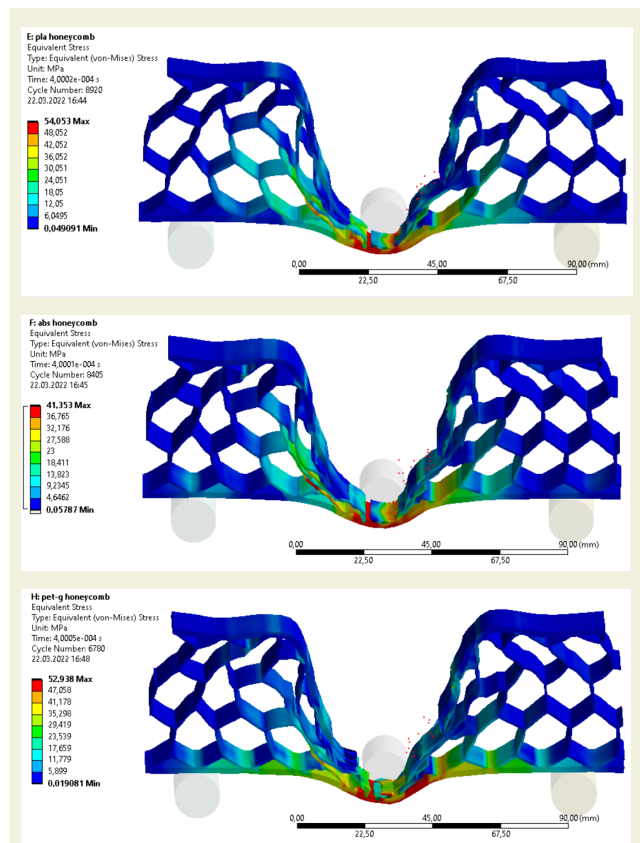 E: pla honeycomb
Equivalent Stress
Type: Equivalent (von-Mises) Stress
Unit: MPa
Time: 4,0002e-004 s
Cycle Number: 8920
22.03.2022 16:44
54,053 Max
48,052
42,052
36,052
30,051
24,051
18,05
12,05
6,0495
0,049091 Min
0,00 45,00 90,00 (mm)
22,50 67,50
F: abs honeycomb
Equivalent Stress
Type: Equivalent (von-Mises) Stress
Unit: MPa
Time: 4,0001e-004 s
Cycle Number: 8405
22.03.2022 16:45
41,353 Max
36,765
32,176
27,588
23
18,411
13,823
9,2345
4,6462
0,05787 Min
0,00 45,00 90,00 (mm)
22,50 67,50
H: pet-g honeycomb
Equivalent Stress
Type: Equivalent (von-Mises) Stress
Unit: MPa
Time: 4,0005e-004 s
Cycle Number: 6780
22.03.2022 16:48
52,938 Max
47,058
41,178
35,298
29,419
23,539
17,659
11,779
5,899
0,019081 Min
0,00 45,00 90,00 (mm)
22,50 67,50